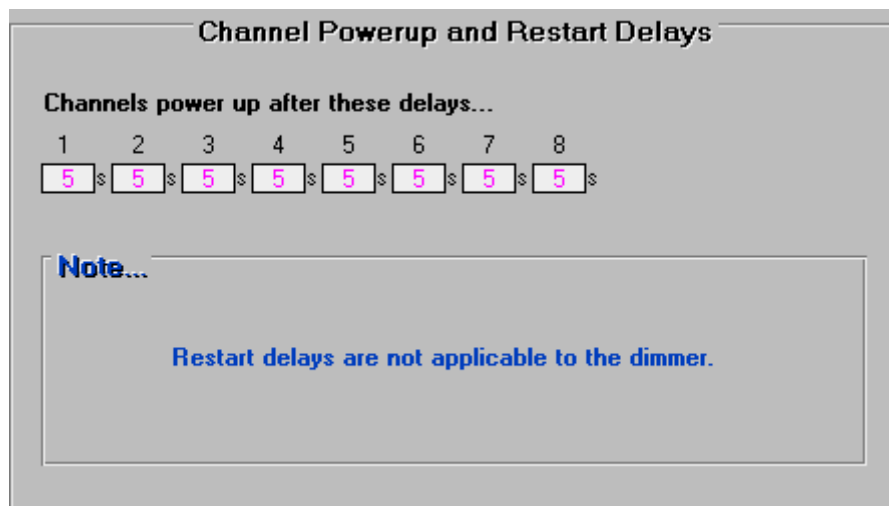 Channel Powerup and Restart Delays
Channels power up after these delays...
1 2 3 4 5 6 7 8
5 s 5 s 5 s 5 s 5 s 5 s 5 s 5 s
Note...
Restart delays are not applicable to the dimmer.